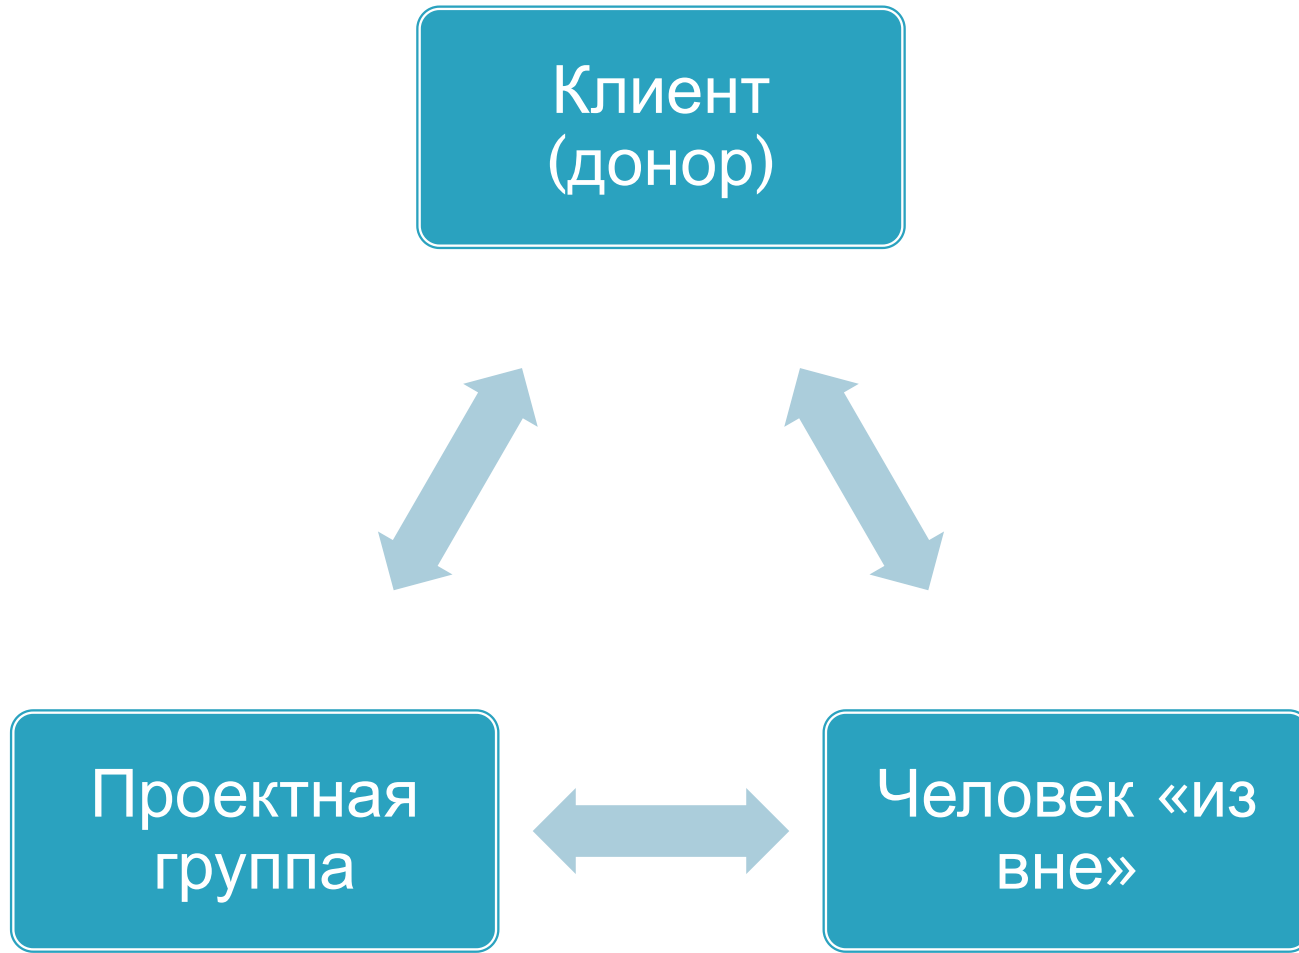 Клиент
(донор)
Проектная
группа
Человек «из
вне»